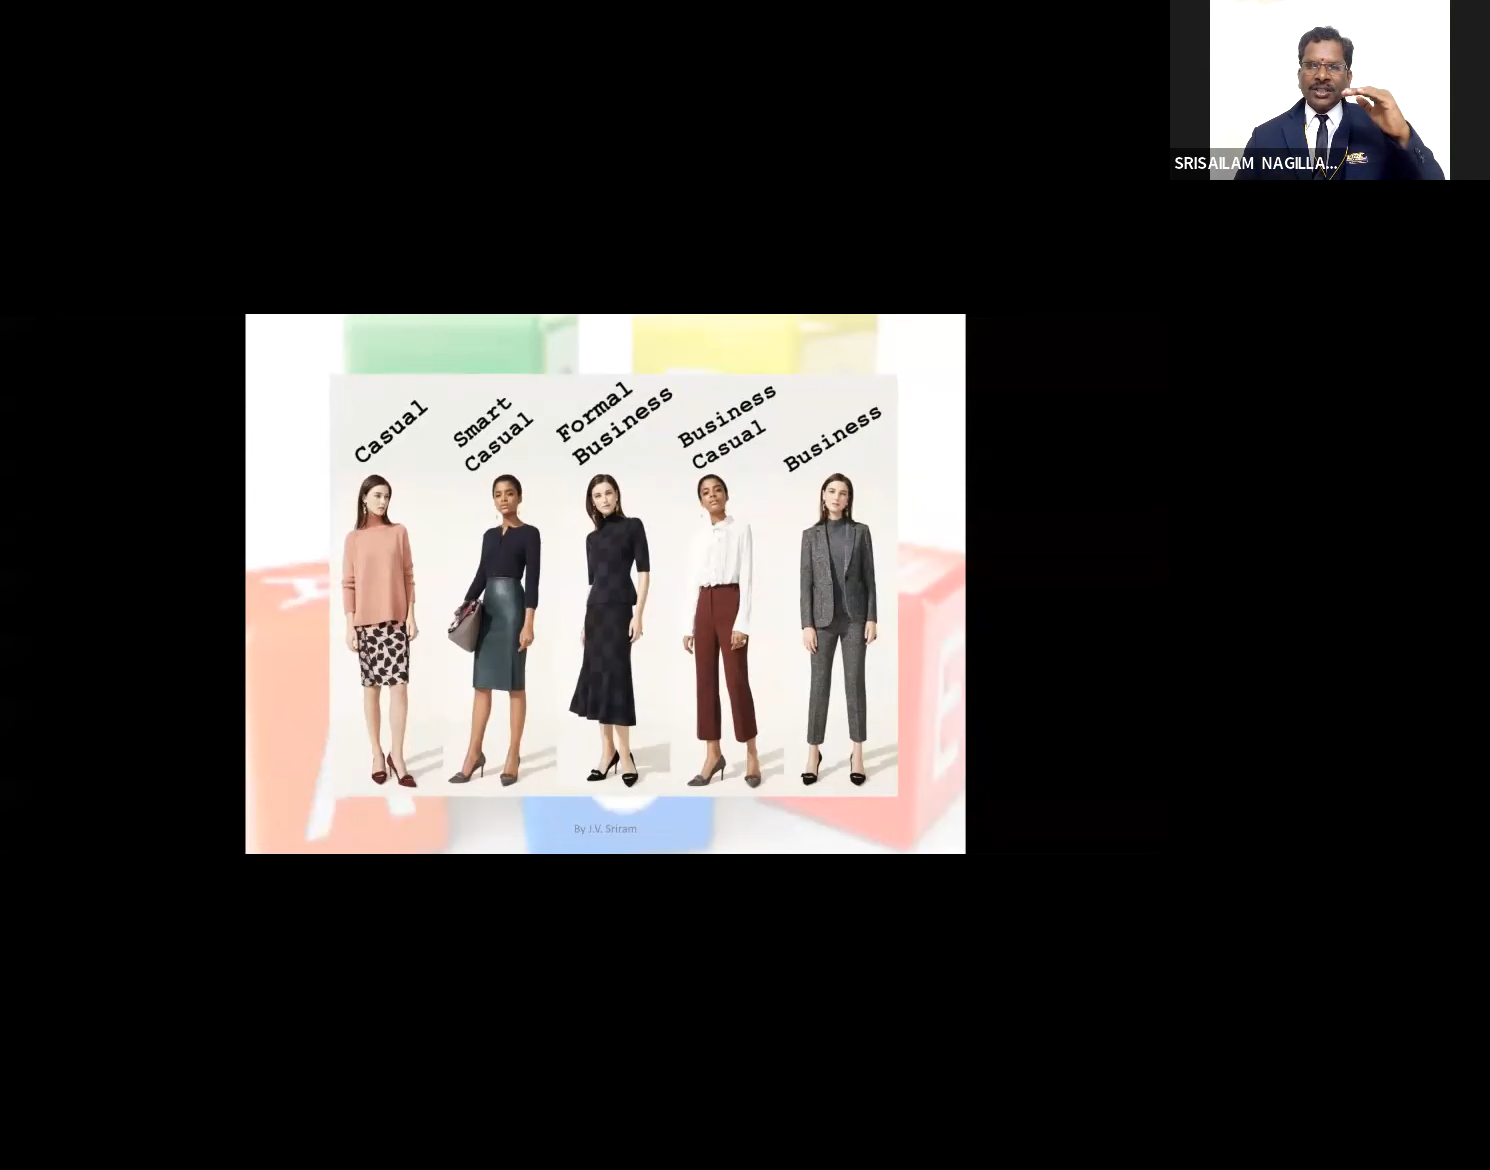 SRISAILAM NAGILLA...
Casual
Smart
Casual
Formal
Business
Business
Casual
Business
By J.V. Sriram